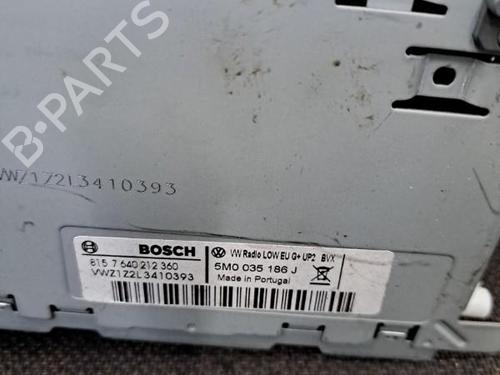 B-PARTS
VWZ1Z2L3410393
BOSCH
VW Radio LOW EU G+ UP2 BVX
815 7 640 212 360
5M0 035 186 J
VWZ1Z2L3410393
Made in Portugal